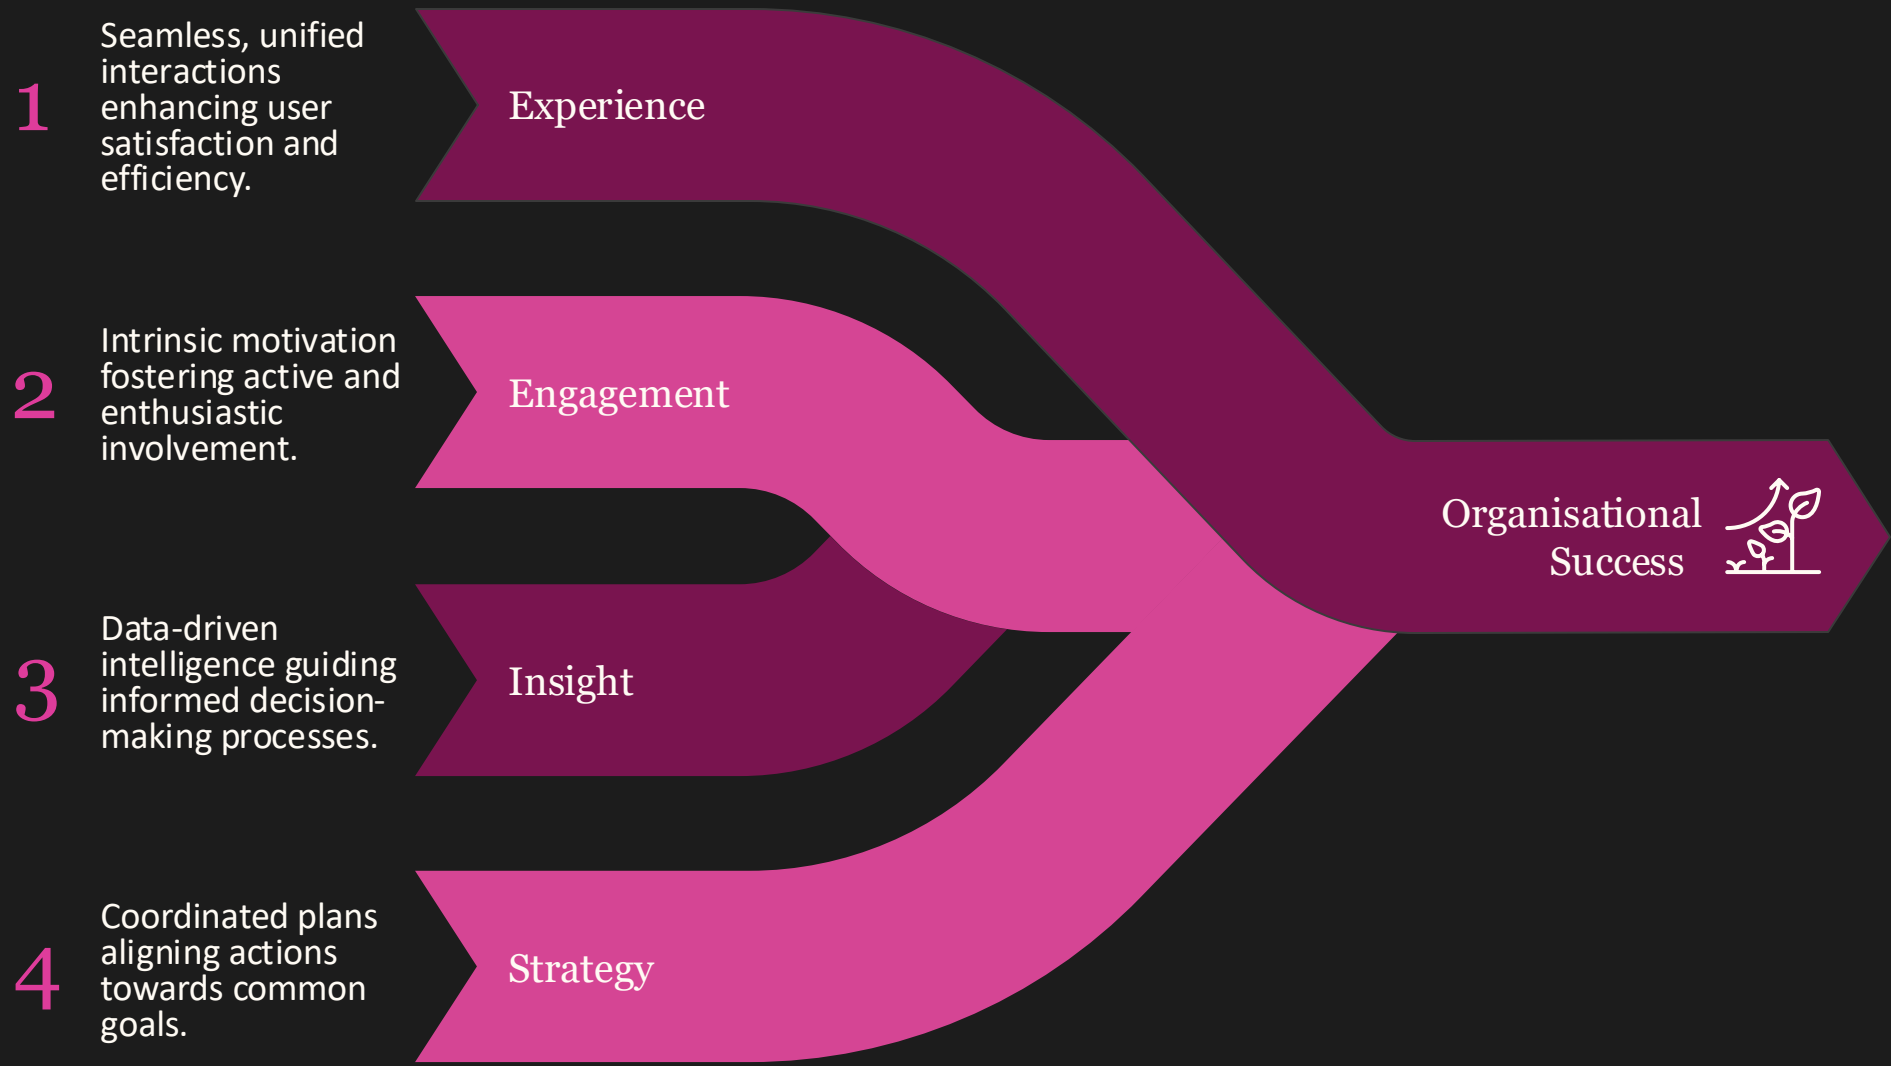 1
Seamless, unified
interactions
enhancing user
satisfaction and
efficiency.
Experience
2
Intrinsic motivation
fostering active and
enthusiastic
involvement.
Engagement
3
Data-driven
intelligence guiding
informed decision-
making processes.
Insight
4
Coordinated plans
aligning actions
towards common
goals.
Strategy
Organisational
Success